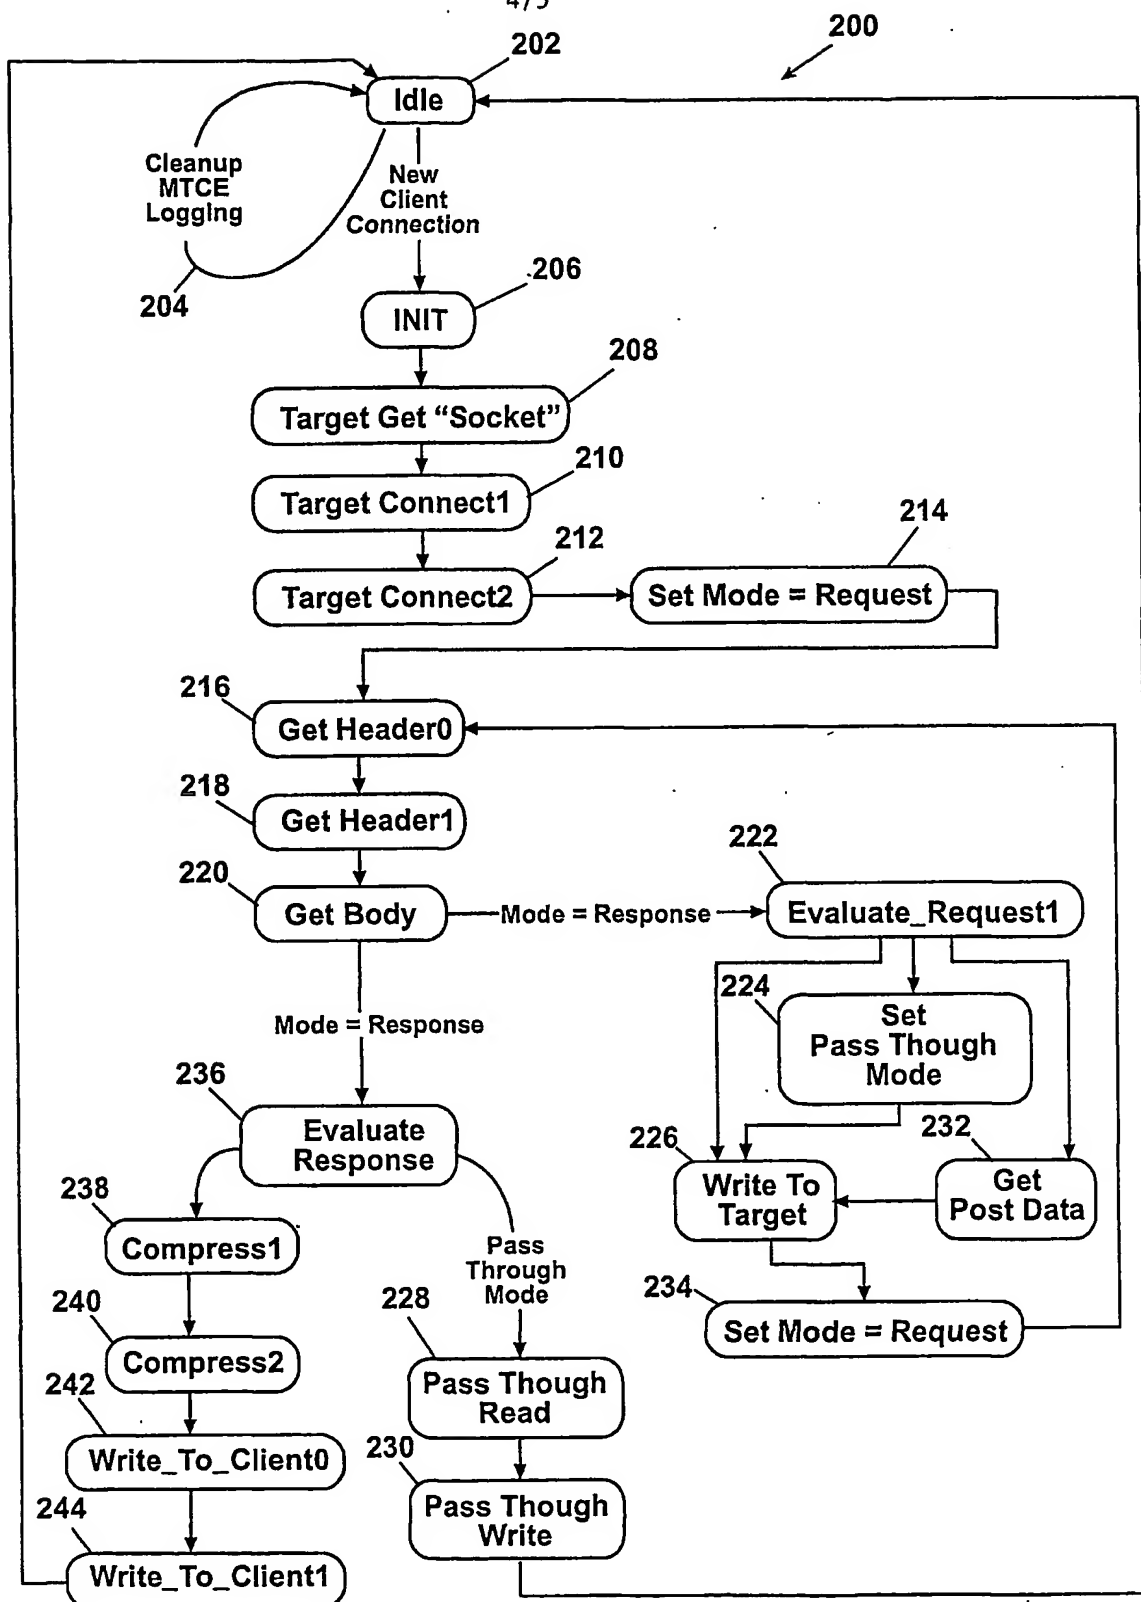 4/5
200
202
Idle
Cleanup
MTCE
Logging
New
Client
Connection
204
206
INIT
208
Target Get “Socket”
210
Target Connect1
212
214
Target Connect2
Set Mode = Request
216
Get Header0
218
Get Header1
220
222
Get Body
Mode = Response
Evaluate_Request1
224
Set
Pass Though
Mode
Mode = Response
236
Evaluate
Response
226
232
Write To
Target
Get
Post Data
238
Compress1
Pass
Through
Mode
234
Set Mode = Request
240
228
Compress2
Pass Though
Read
242
Write_To_Client0
230
Pass Though
Write
244
Write_To_Client1